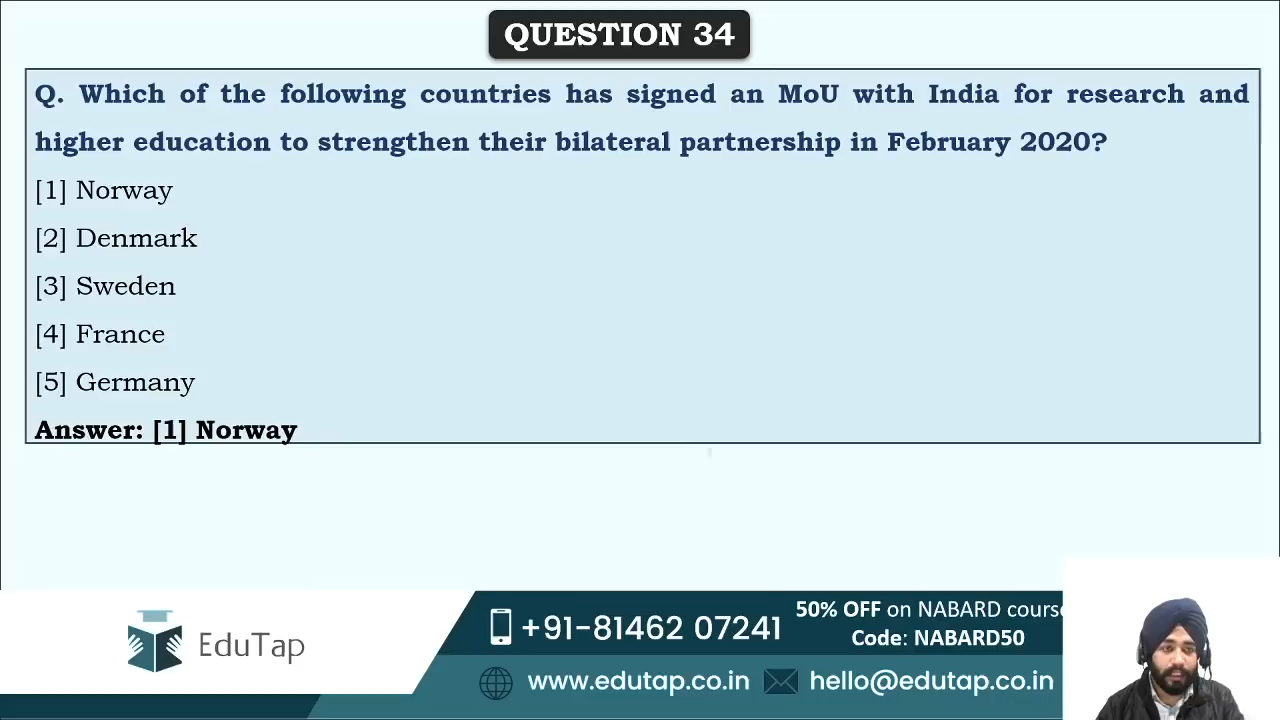 QUESTION 34
Q. Which of the following countries has signed an MoU with India for research and
higher education to strengthen their bilateral partnership in February 2020?
[1] Norway
[2] Denmark
[3] Sweden
[4] France
[5] Germany
Answer: [1] Norway
EduTap
+91-81462 07241
50% OFF on NABARD cours
Code: NABARD50
www.edutap.co.in
hello@edutap.co.in